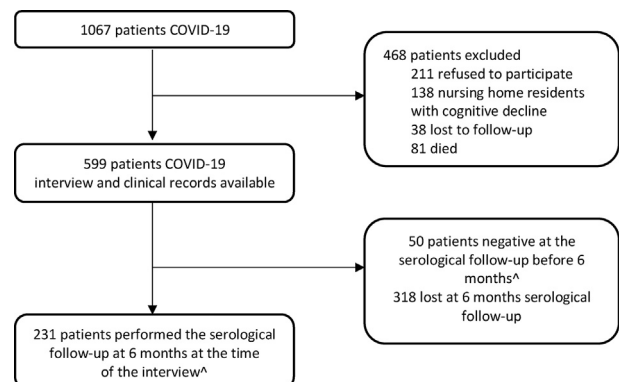 1067 patients COVID-19
468 patients excluded
211 refused to participate
138 nursing home residents
with cognitive decline
38 lost to follow-up
81 died
599 patients COVID-19
interview and clinical records available
50 patients negative at the
serological follow-up before 6
months^
318 lost at 6 months serological
follow-up
231 patients performed the serological
follow-up at 6 months at the time
of the interview^